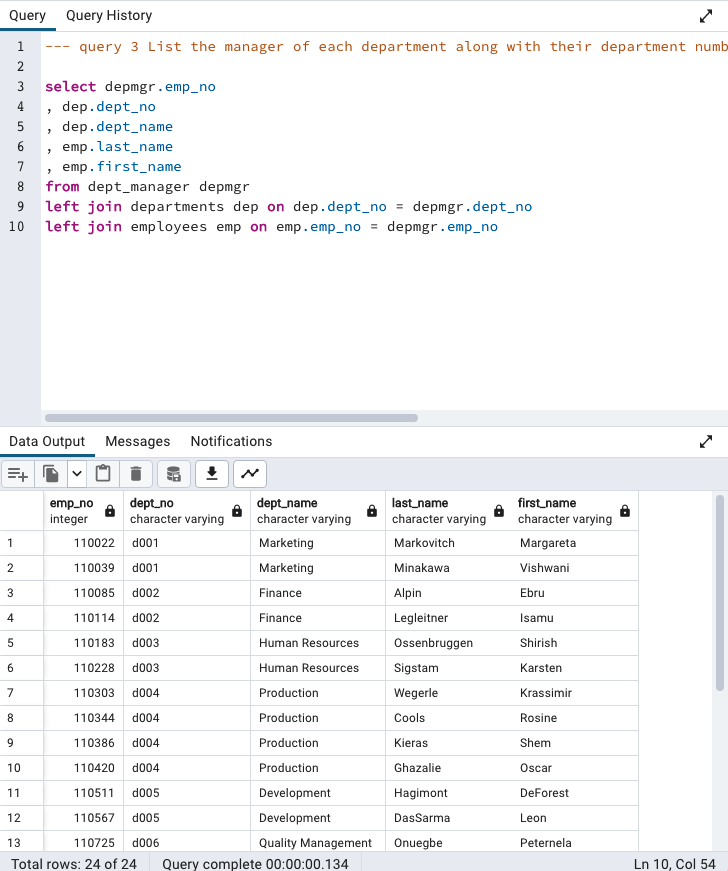 Query Query History
1 --- query 3 List the manager of each department along with their department numb
2
3 select depmgr.emp_no
4 , dep.dept_no
5 , dep.dept_name
6 , emp.last_name
7 , emp.first_name
8 from dept_manager depmgr
9 left join departments dep on dep.dept_no = depmgr.dept_no
10 left join employees emp on emp.emp_no = depmgr.emp_no
Data Output Messages Notifications
emp_no dept_no dept_name last_name first_name
integer character varying character varying character varying character varying
1 110022 d001 Marketing Markovitch Margareta
2 110039 d001 Marketing Minakawa Vishwani
3 110085 d002 Finance Alpin Ebru
4 110114 d002 Finance Legleitner Isamu
5 110183 d003 Human Resources Ossenbruggen Shirish
6 110228 d003 Human Resources Sigstam Karsten
7 110303 d004 Production Wegerle Krassimir
8 110344 d004 Production Cools Rosine
9 110386 d004 Production Kieras Shem
10 110420 d004 Production Ghazalie Oscar
11 110511 d005 Development Hagimont DeForest
12 110567 d005 Development DasSarma Leon
13 110725 d006 Quality Management Onuegbe Peternela
Total rows: 24 of 24 Query complete 00:00:00.134 Ln 10, Col 54